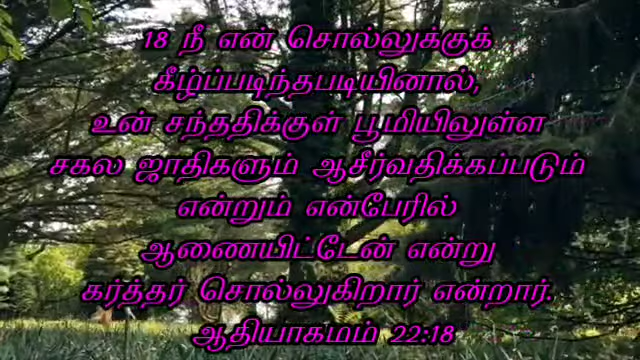 18 நீ என் சொல்லுக்குக்
கீழ்ப்படிந்தபடியினால்,
உன் சந்ததிக்குள் பூமியிலுள்ள
சகல ஜாதிகளும் ஆசீர்வதிக்கப்படும்
என்றும் என்பேரில்
ஆணையிட்டேன் என்று
கர்த்தர் சொல்லுகிறார் என்றார்.
ஆதியாகமம் 22:18